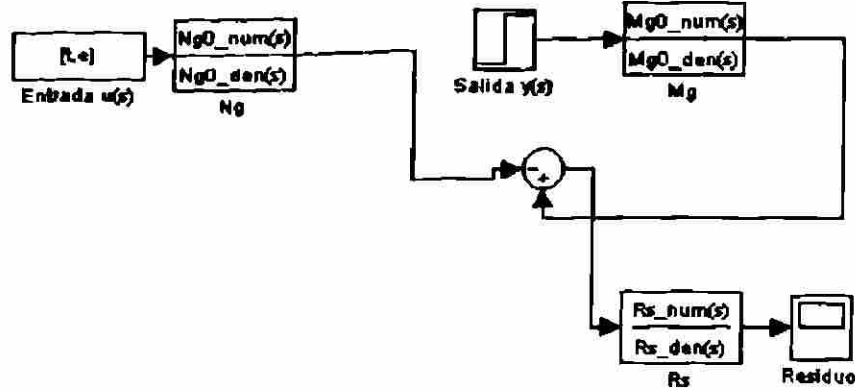 [t,e]
Entrada u(s)
Ng0_num(s)
Ng0_den(s)
Ng
Salida y(s)
Mg0_num(s)
Mg0_den(s)
Mg
-
+
Rs_num(s)
Rs_den(s)
Rs
Residuo